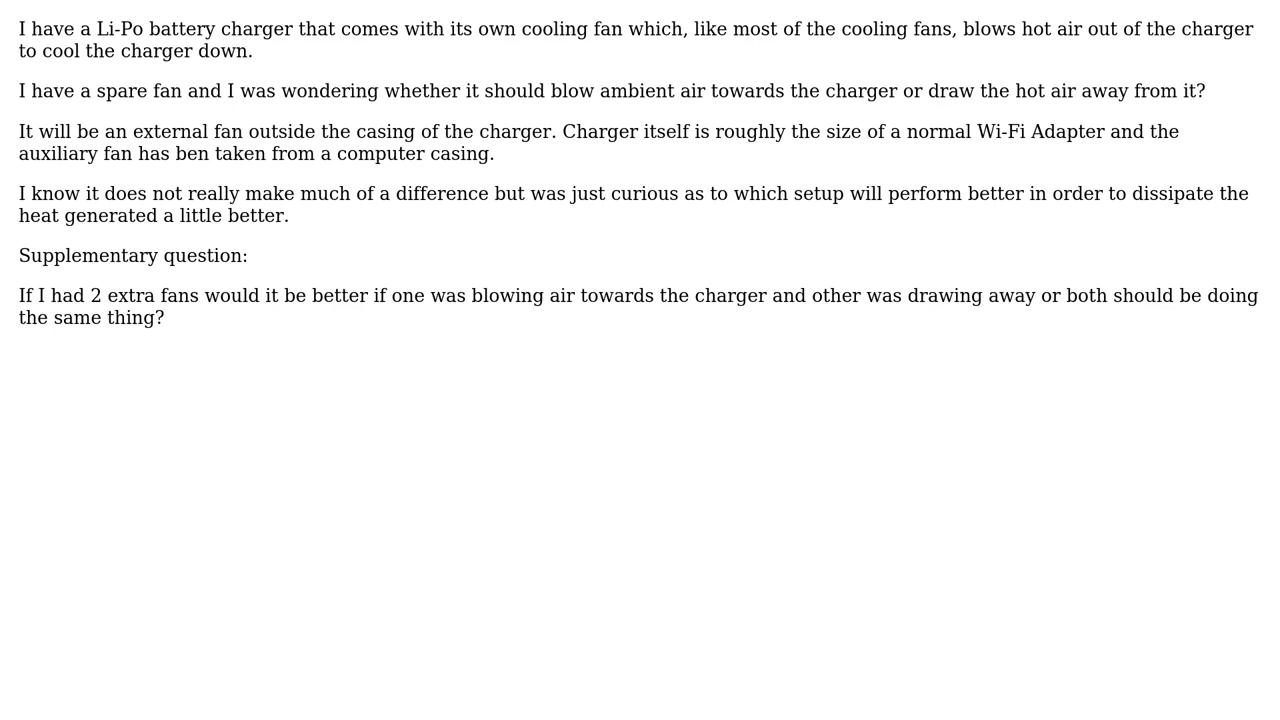 I have a Li-Po battery charger that comes with its own cooling fan which, like most of the cooling fans, blows hot air out of the charger
to cool the charger down.
I have a spare fan and I was wondering whether it should blow ambient air towards the charger or draw the hot air away from it?
It will be an external fan outside the casing of the charger. Charger itself is roughly the size of a normal Wi-Fi Adapter and the
auxiliary fan has ben taken from a computer casing.
I know it does not really make much of a difference but was just curious as to which setup will perform better in order to dissipate the
heat generated a little better.
Supplementary question:
If I had 2 extra fans would it be better if one was blowing air towards the charger and other was drawing away or both should be doing
the same thing?